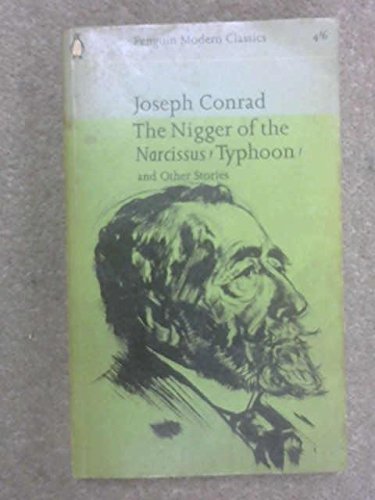 Penguin Modern Classics 4/6
Joseph Conrad
The Nigger of the
Narcissus / Typhoon /
and Other Stories